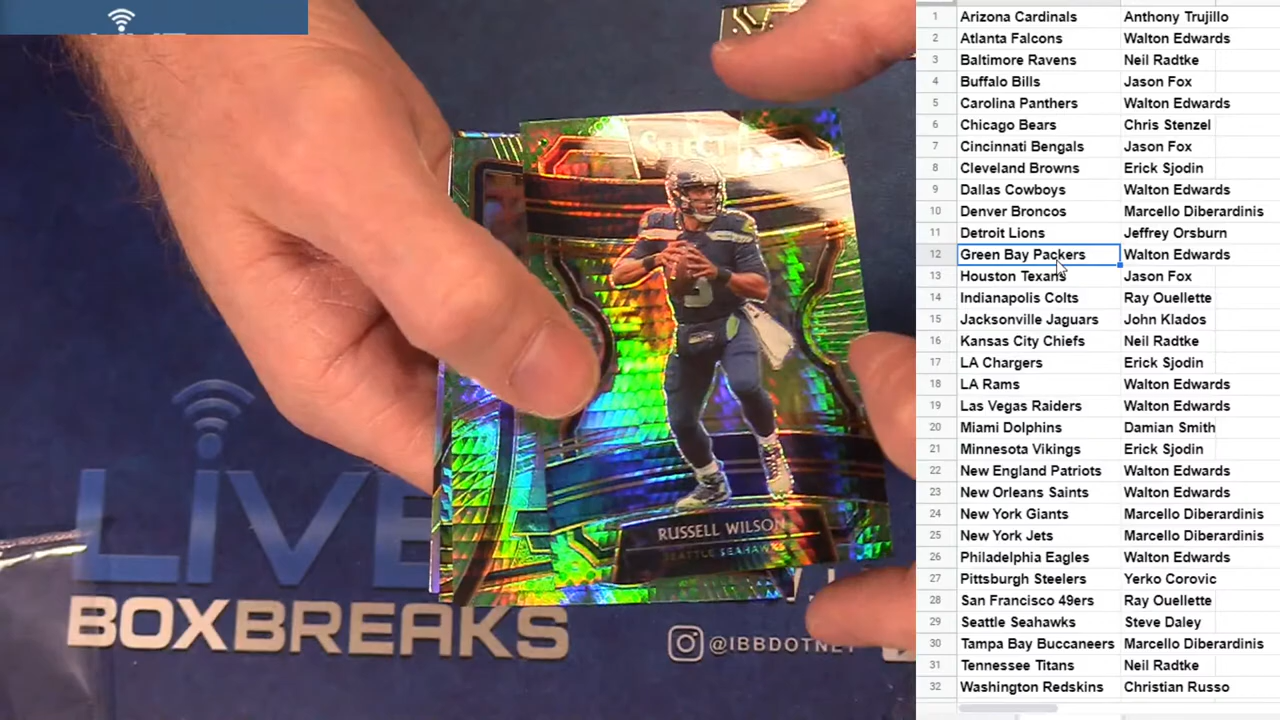 SELECT
RUSSELL WILSON
SEATTLE SEAHAWKS
3
LiVE
BOXBREAKS
@IBBDOTNET
1 Arizona Cardinals Anthony Trujillo
2 Atlanta Falcons Walton Edwards
3 Baltimore Ravens Neil Radtke
4 Buffalo Bills Jason Fox
5 Carolina Panthers Walton Edwards
6 Chicago Bears Chris Stenzel
7 Cincinnati Bengals Jason Fox
8 Cleveland Browns Erick Sjodin
9 Dallas Cowboys Walton Edwards
10 Denver Broncos Marcello Diberardinis
11 Detroit Lions Jeffrey Orsburn
12 Green Bay Packers Walton Edwards
13 Houston Texans Jason Fox
14 Indianapolis Colts Ray Ouellette
15 Jacksonville Jaguars John Klados
16 Kansas City Chiefs Neil Radtke
17 LA Chargers Erick Sjodin
18 LA Rams Walton Edwards
19 Las Vegas Raiders Walton Edwards
20 Miami Dolphins Damian Smith
21 Minnesota Vikings Erick Sjodin
22 New England Patriots Walton Edwards
23 New Orleans Saints Walton Edwards
24 New York Giants Marcello Diberardinis
25 New York Jets Marcello Diberardinis
26 Philadelphia Eagles Walton Edwards
27 Pittsburgh Steelers Yerko Corovic
28 San Francisco 49ers Ray Ouellette
29 Seattle Seahawks Steve Daley
30 Tampa Bay Buccaneers Marcello Diberardinis
31 Tennessee Titans Neil Radtke
32 Washington Redskins Christian Russo